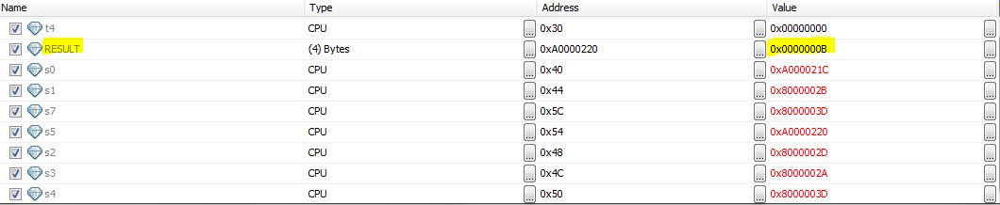 Name Type Address Value
t4 CPU 0x30 ... 0x00000000 ...
RESULT (4) Bytes 0xA0000220 ... 0x0000000B ...
s0 CPU 0x40 ... 0xA000021C ...
s1 CPU 0x44 ... 0x8000002B ...
s7 CPU 0x5C ... 0x8000003D ...
s5 CPU 0x54 ... 0xA0000220 ...
s2 CPU 0x48 ... 0x8000002D ...
s3 CPU 0x4C ... 0x8000002A ...
s4 CPU 0x50 ... 0x8000003D ...